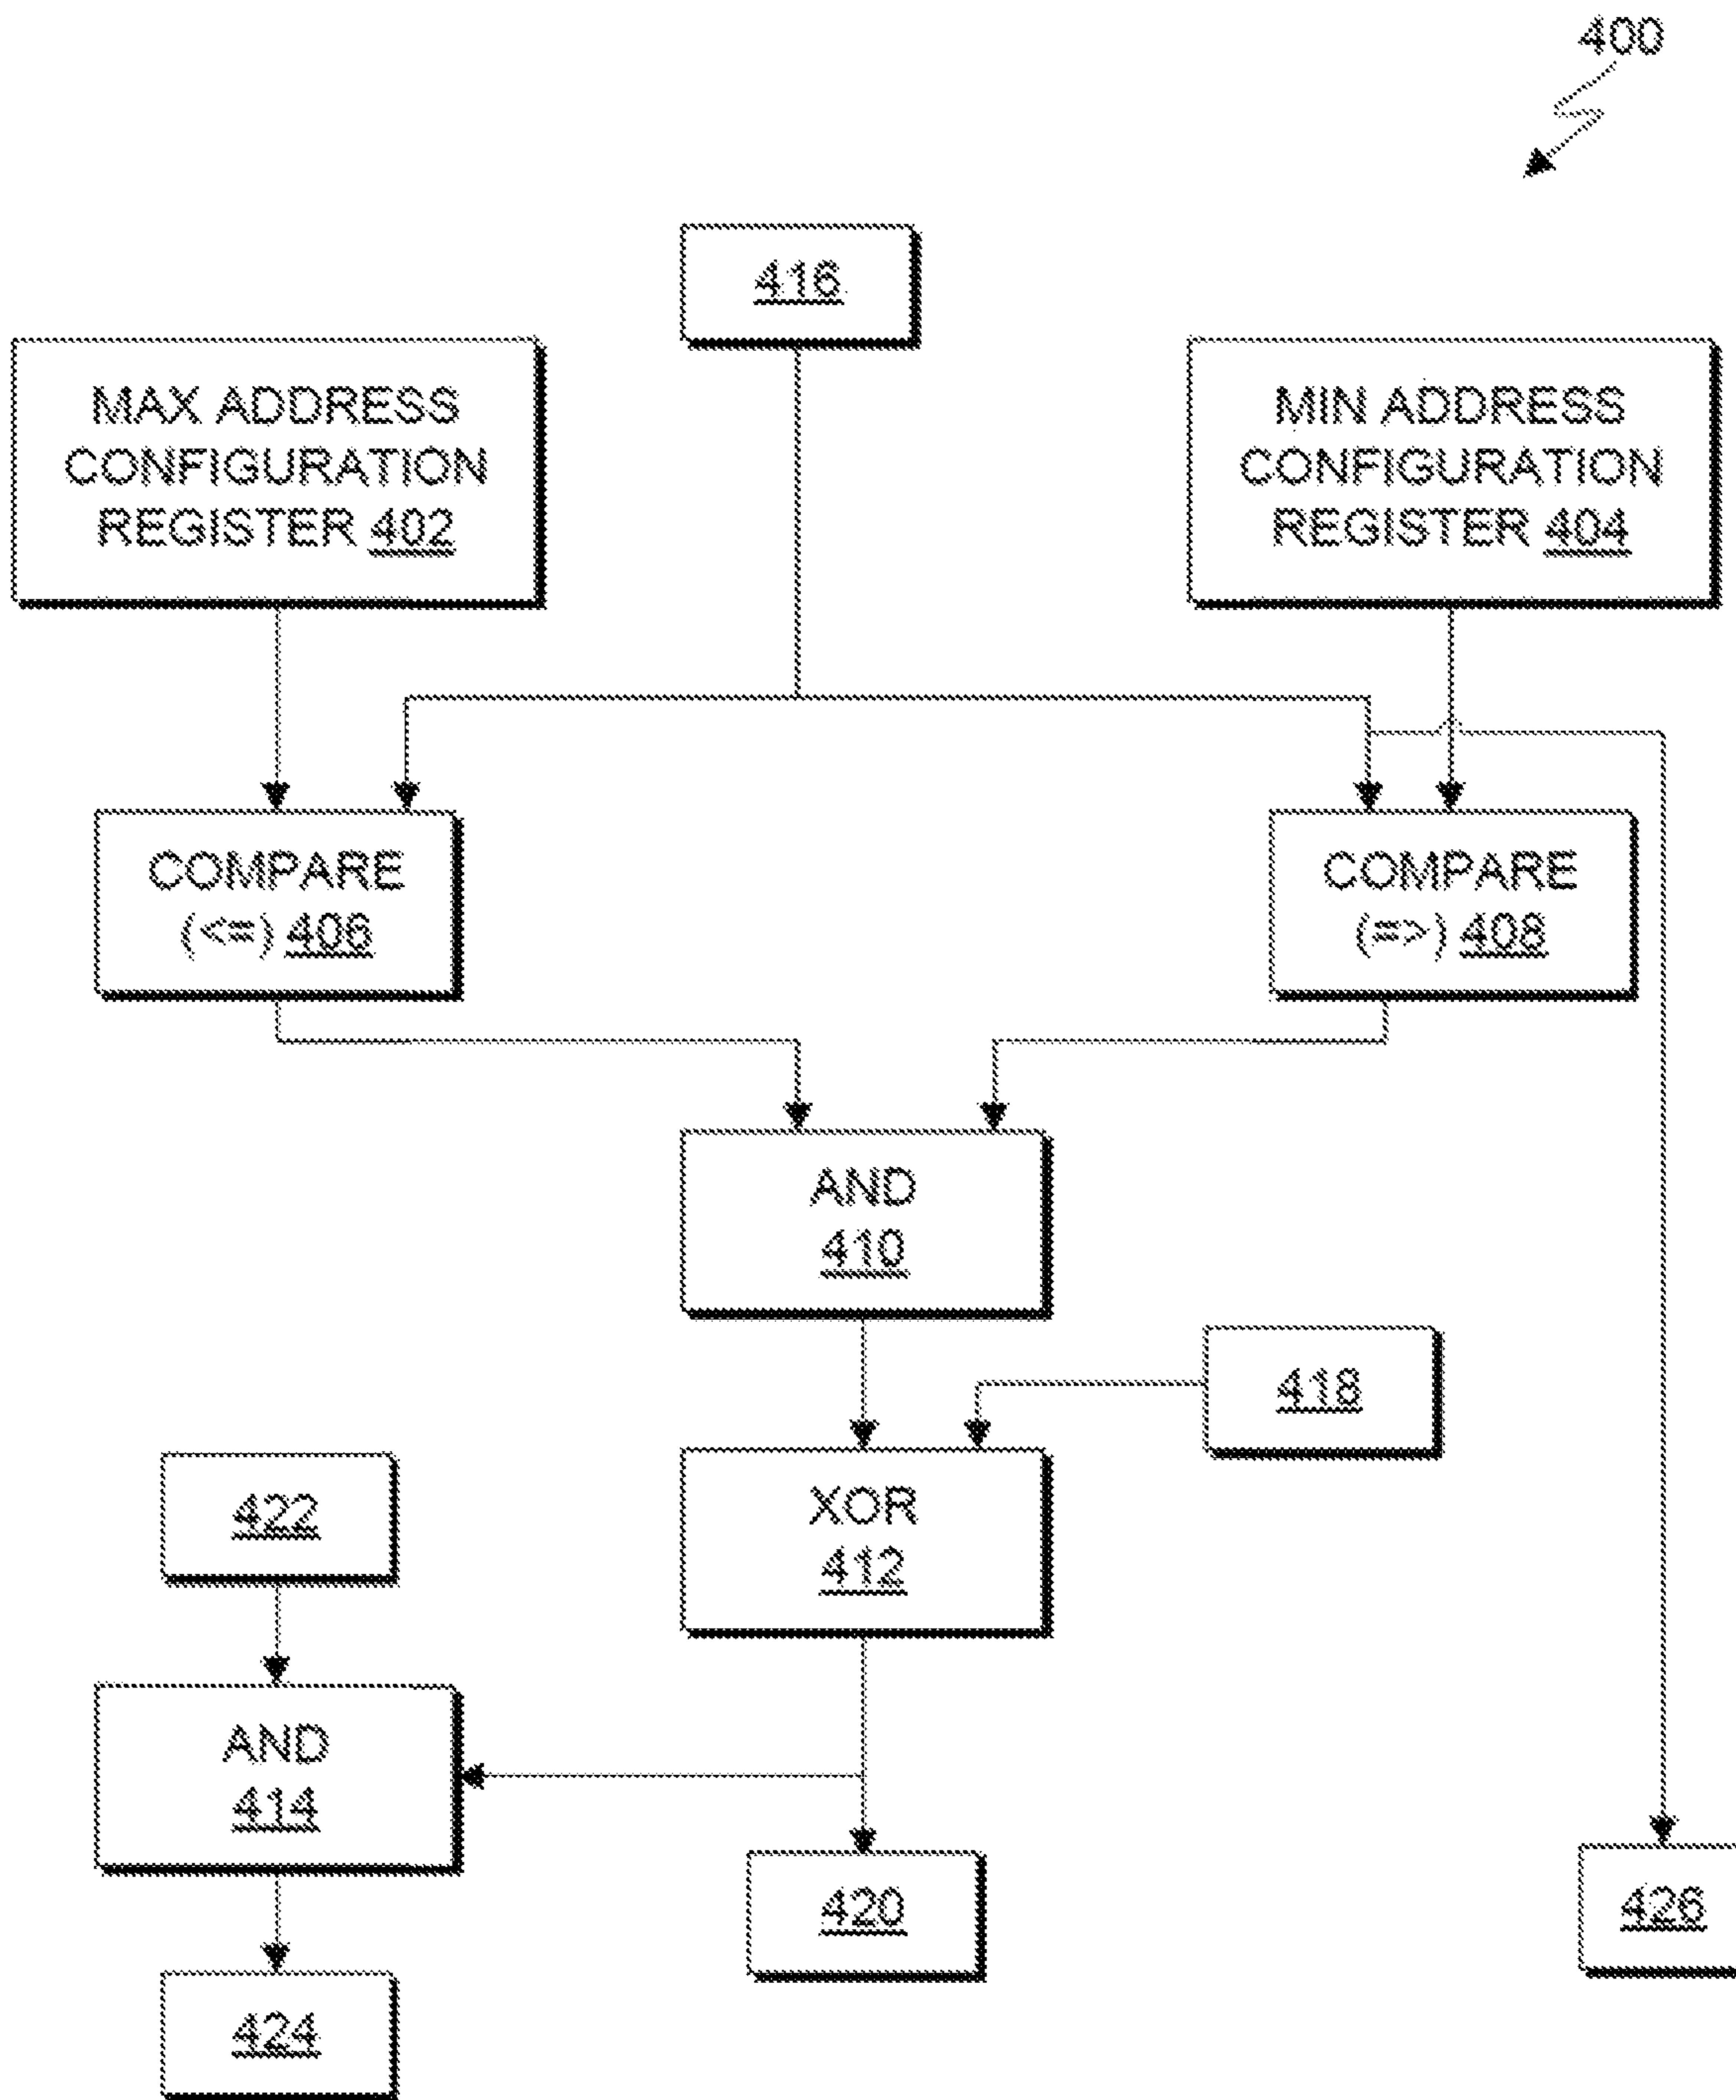 400
416
MAX ADDRESS
CONFIGURATION
REGISTER 402
MIN ADDRESS
CONFIGURATION
REGISTER 404
COMPARE
(<=) 406
COMPARE
(=>) 408
AND
410
418
XOR
412
422
AND
414
420
426
424